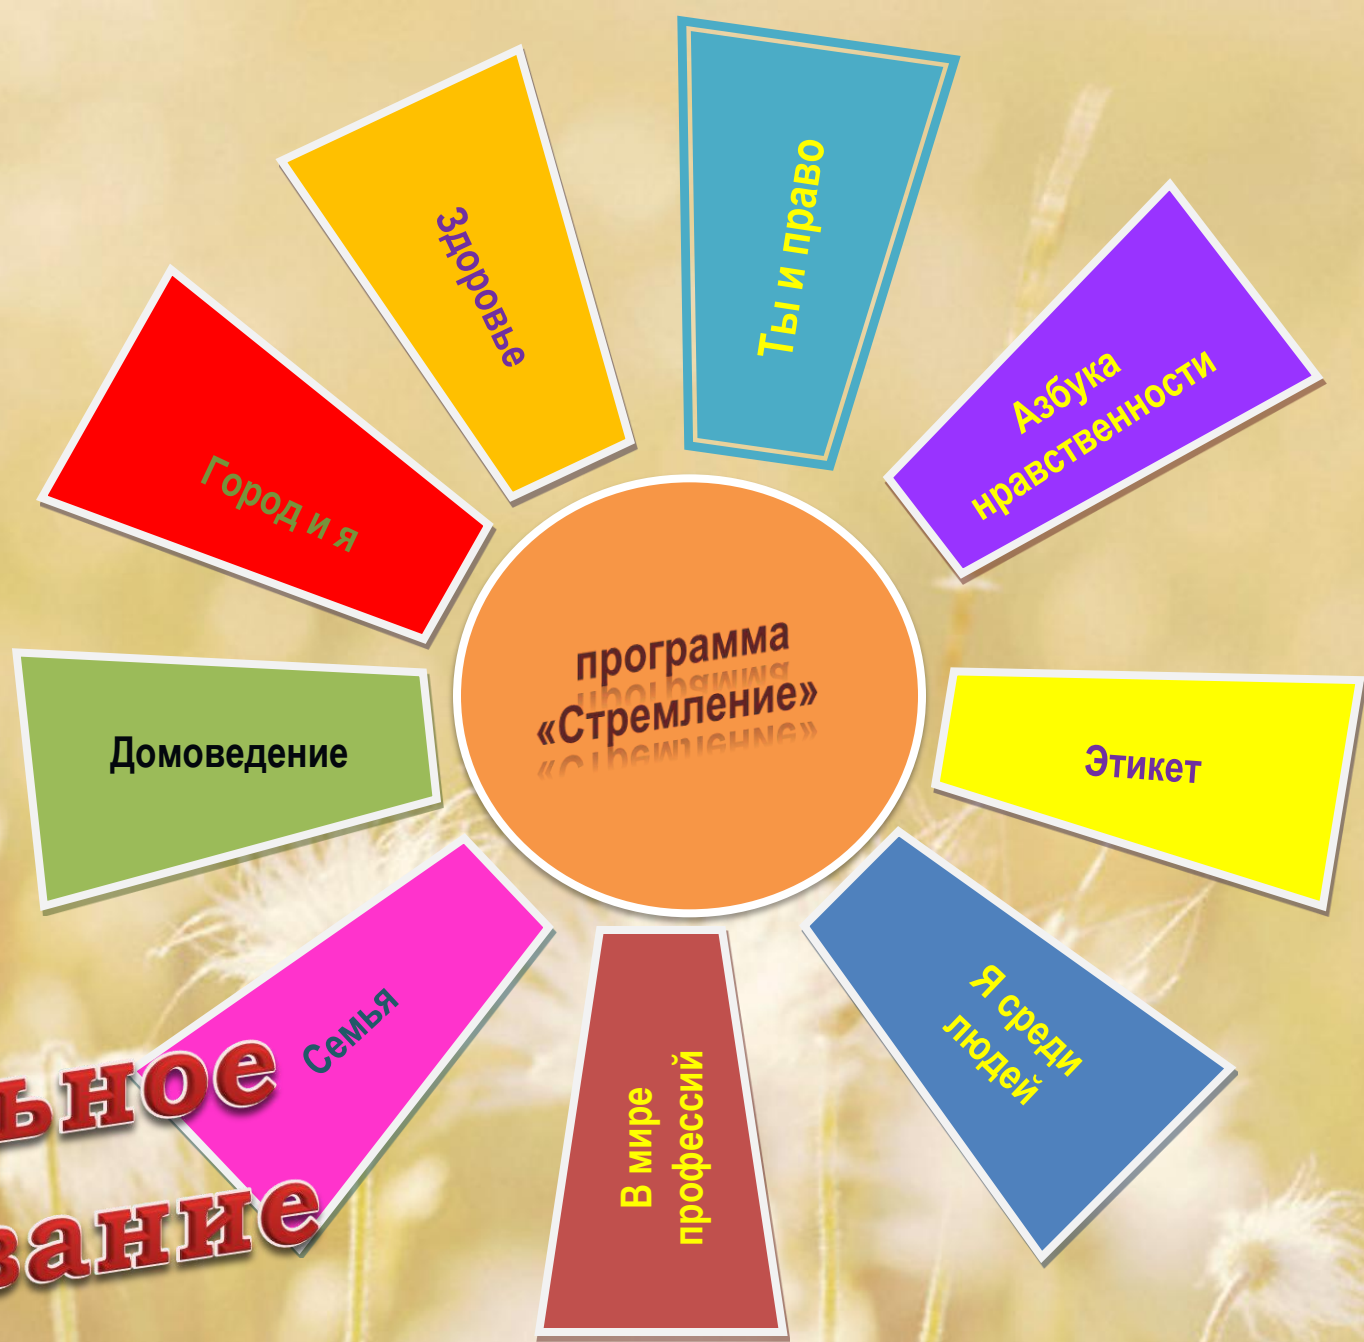 Ты и право
Здоровье
Азбука
нравственности
Город и я
программа
«Стремление»
Домоведение
Этикет
Семья
Я среди
людей
В мире
профессий
ьное
вание